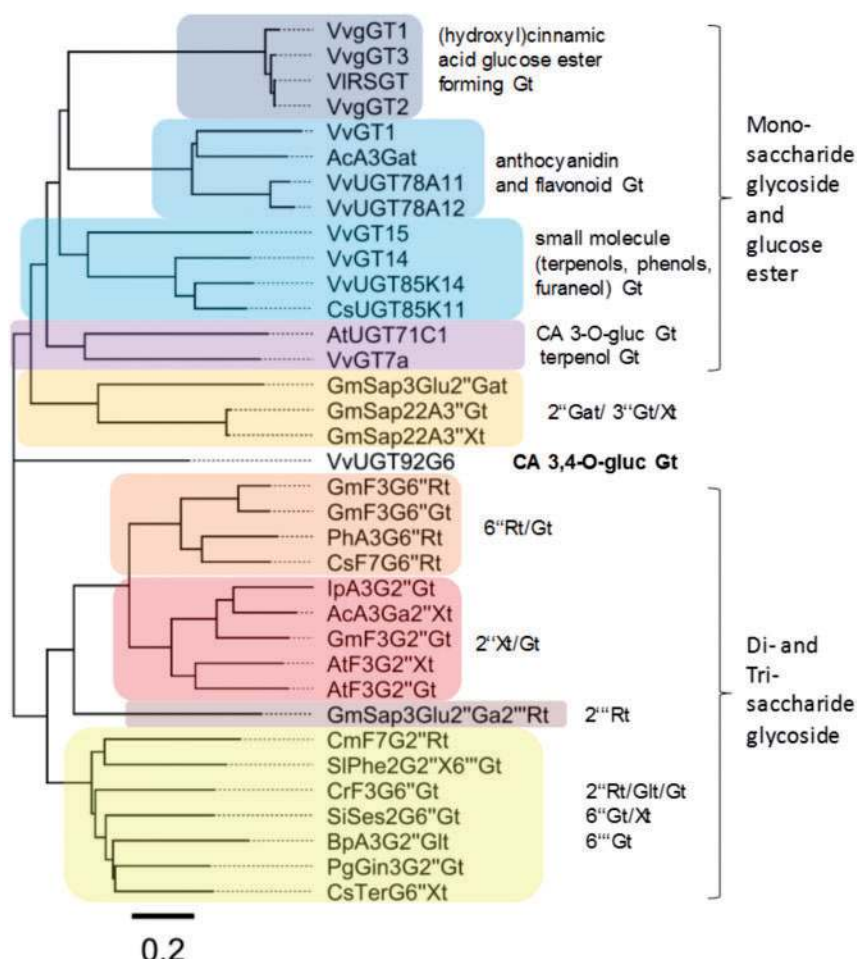 VvgGT1
VvgGT3
VlRSGT
VvgGT2
(hydroxyl)cinnamic
acid glucose ester
forming Gt
VvGT1
AcA3Gat
VvUGT78A11
VvUGT78A12
anthocyanidin
and flavonoid Gt
VvGT15
VvGT14
VvUGT85K14
CsUGT85K11
small molecule
(terpenols, phenols,
furaneol) Gt
AtUGT71C1
VvGT7a
CA 3-O-gluc Gt
terpenol Gt
Mono-
saccharide
glycoside
and
glucose
ester
GmSap3Glu2"Gat
GmSap22A3"Gt
GmSap22A3"Xt
2‘‘Gat/ 3‘‘Gt/Xt
VvUGT92G6
CA 3,4-O-gluc Gt
GmF3G6"Rt
GmF3G6"Gt
PhA3G6"Rt
CsF7G6"Rt
6‘‘Rt/Gt
IpA3G2"Gt
AcA3Ga2"Xt
GmF3G2"Gt
AtF3G2"Xt
AtF3G2"Gt
2‘‘Xt/Gt
GmSap3Glu2"Ga2'''Rt
2‘‘‘Rt
CmF7G2"Rt
SlPhe2G2"X6'''Gt
CrF3G6"Gt
SiSes2G6"Gt
BpA3G2"Glt
PgGin3G2"Gt
CsTerG6"Xt
2‘‘Rt/Glt/Gt
6‘‘Gt/Xt
6‘‘‘Gt
Di- and
Tri-
saccharide
glycoside
0.2